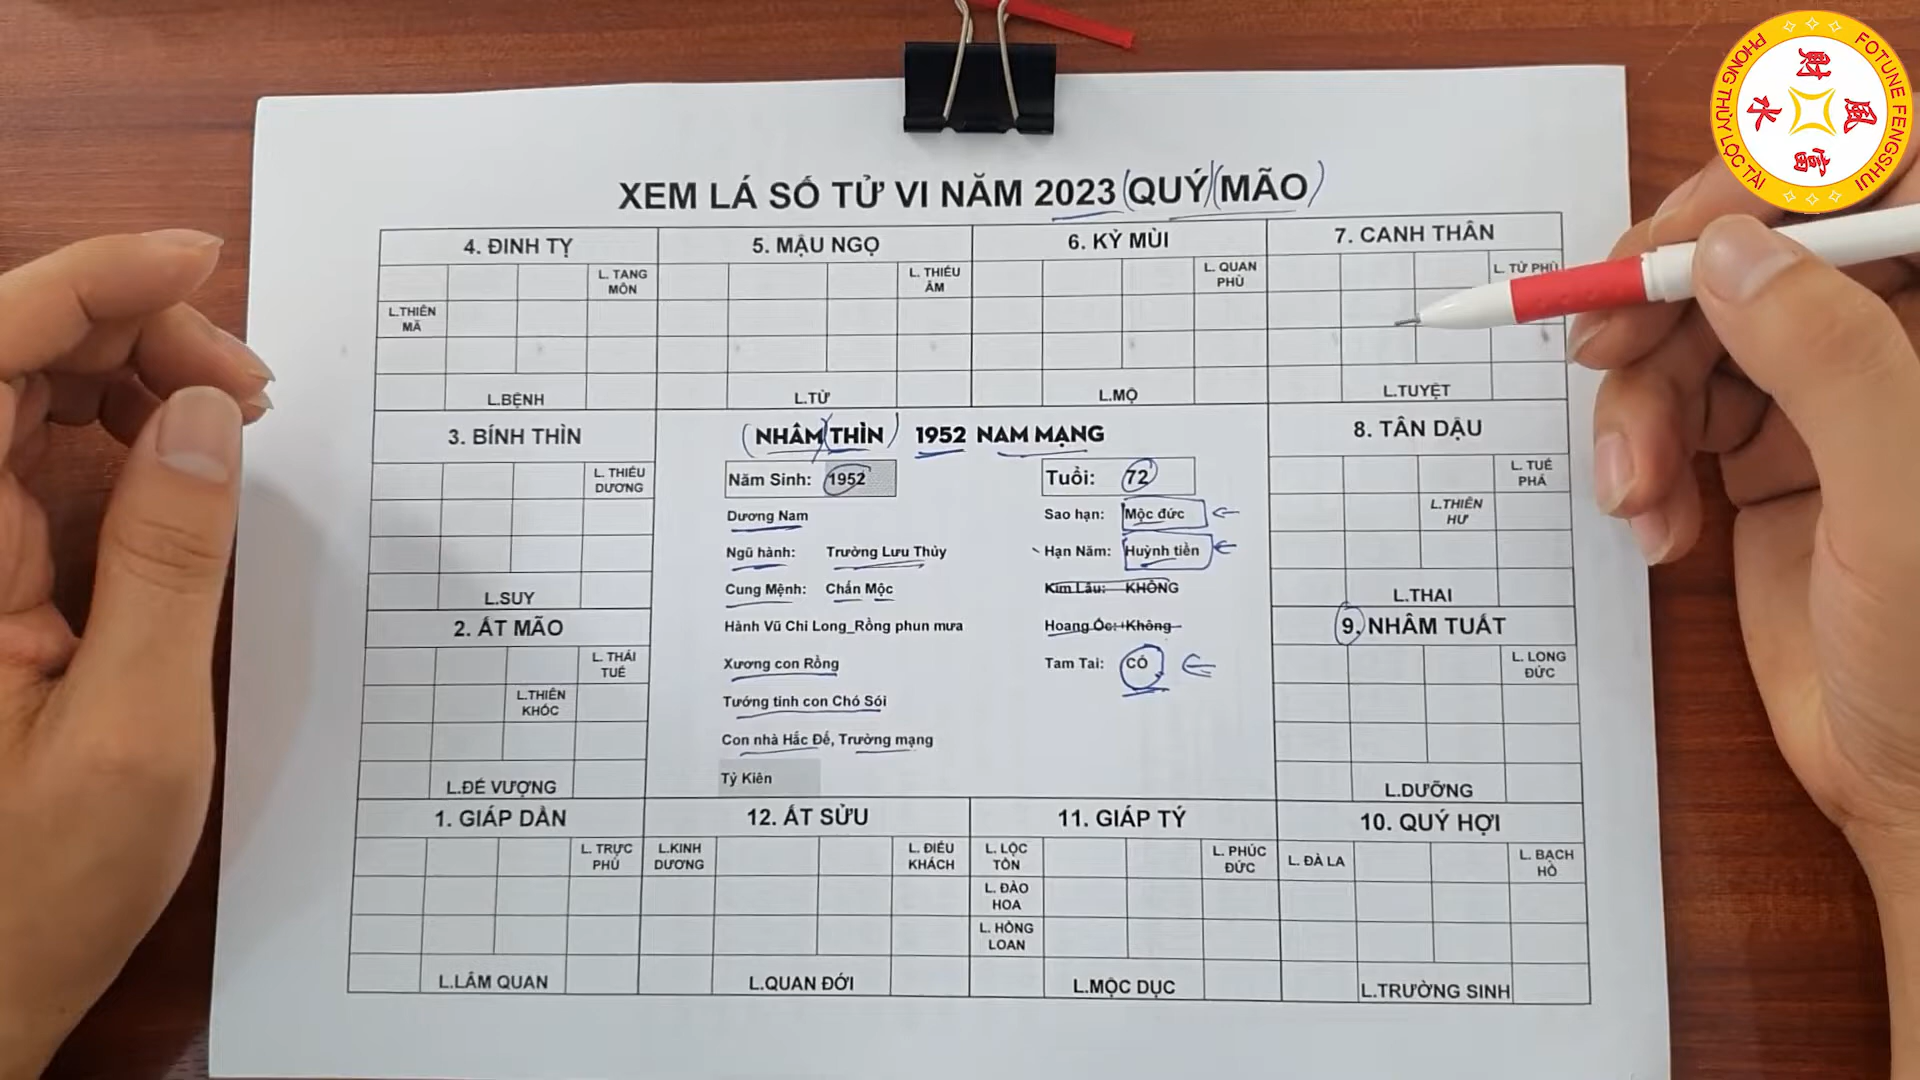 PHONG THỦY LỘC TÀI
FOTUNE FENGSHUI
財
風
富
水
XEM LÁ SỐ TỬ VI NĂM 2023 (QUÝ)(MÃO)
4. ĐINH TỴ
5. MẬU NGỌ
6. KỶ MÙI
7. CANH THÂN
L. TANG MÔN
L. THIẾU ÂM
L. QUAN PHÙ
L. TỬ PHÙ
L.THIÊN MÃ
L.BỆNH
L.TỬ
L.MỘ
L.TUYỆT
3. BÍNH THÌN
8. TÂN DẬU
L. THIẾU DƯƠNG
L. TUẾ PHÁ
L.THIÊN HƯ
L.SUY
L.THAI
2. ẤT MÃO
9. NHÂM TUẤT
L. THÁI TUẾ
L. LONG ĐỨC
L.THIÊN KHÓC
L.ĐẾ VƯỢNG
L.DƯỠNG
(NHÂM)(THÌN) 1952 NAM MẠNG
Năm Sinh: 1952
Tuổi: 72
Dương Nam
Sao hạn: Mộc đức
Ngũ hành: Trường Lưu Thủy
Hạn Năm: Huỳnh tiền
Cung Mệnh: Chấn Mộc
Kim Lâu: KHÔNG
Hành Vũ Chi Long_Rồng phun mưa
Hoang Ốc: Không
Xương con Rồng
Tam Tai: CÓ
Tướng tinh con Chó Sói
Con nhà Hắc Đế, Trường mạng
Tỳ Kiên
1. GIÁP DẦN
12. ẤT SỬU
11. GIÁP TÝ
10. QUÝ HỢI
L. TRỰC PHÙ
L.KINH DƯƠNG
L. ĐIẾU KHÁCH
L. LỘC TỒN
L. PHÚC ĐỨC
L. ĐÀ LA
L. BẠCH HỔ
L. ĐÀO HOA
L. HỒNG LOAN
L.LÂM QUAN
L.QUAN ĐỚI
L.MỘC DỤC
L.TRƯỜNG SINH